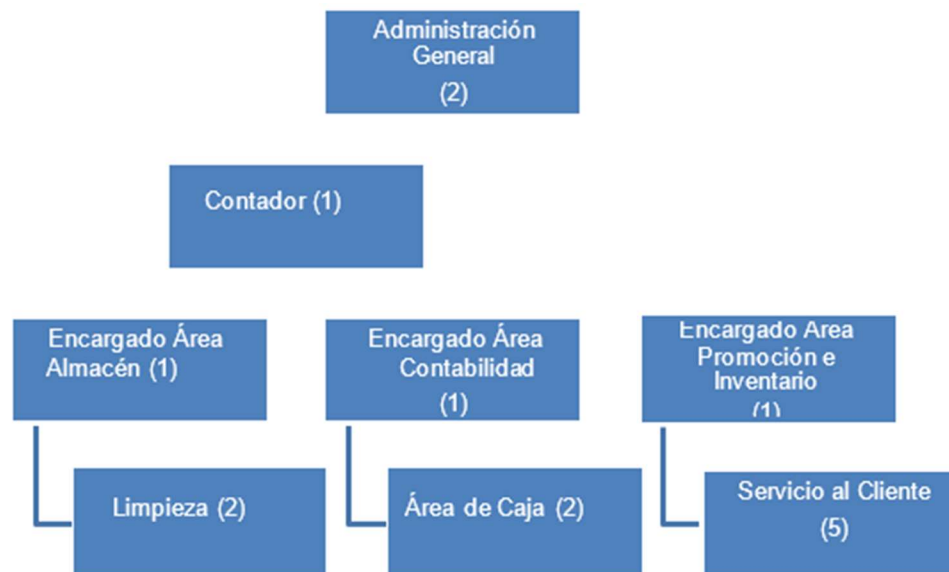 Administración
General
(2)
Contador (1)
Encargado Área
Almacén (1)
Encargado Área
Contabilidad
(1)
Encargado Area
Promoción e
Inventario
(1)
Limpieza (2)
Área de Caja (2)
Servicio al Cliente
(5)